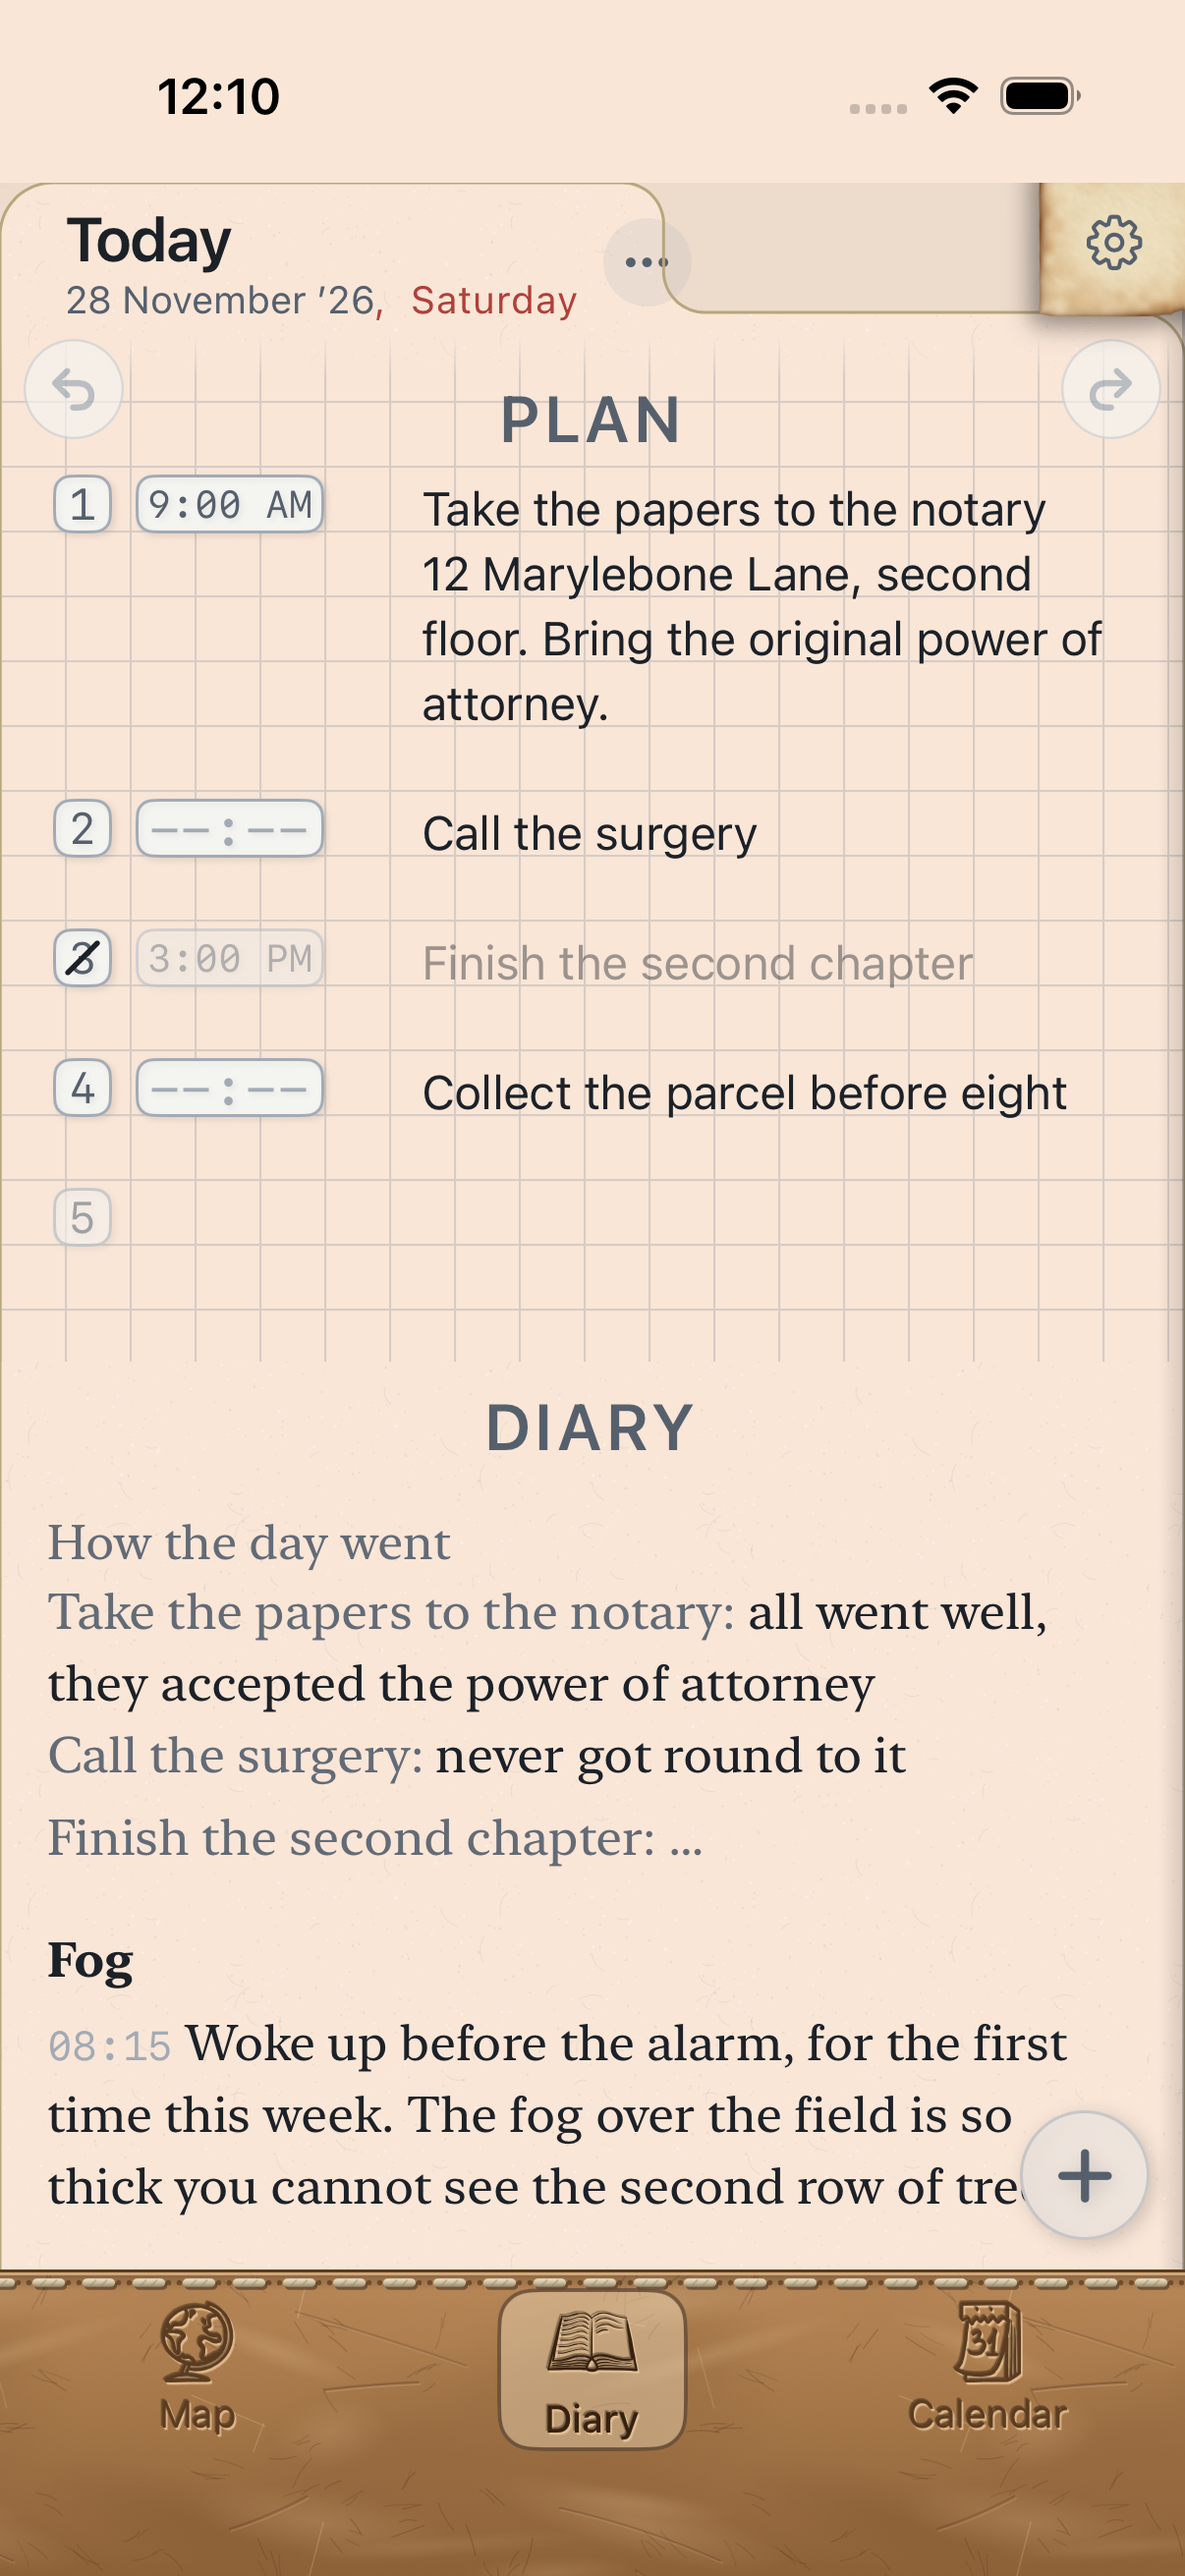 12:10
Today
28 November ’26, Saturday
PLAN
1 9:00 AM Take the papers to the notary
12 Marylebone Lane, second
floor. Bring the original power of
attorney.
2 --:-- Call the surgery
3 3:00 PM Finish the second chapter
4 --:-- Collect the parcel before eight
5
DIARY
How the day went
Take the papers to the notary: all went well,
they accepted the power of attorney
Call the surgery: never got round to it
Finish the second chapter: ...
Fog
08:15 Woke up before the alarm, for the first
time this week. The fog over the field is so
thick you cannot see the second row of
31
Map
Diary
Calendar